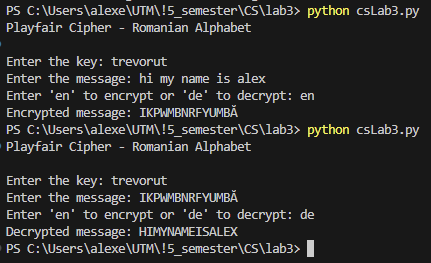 PS C:\Users\alexe\UTM\!5_semester\CS\lab3> python csLab3.py
Playfair Cipher - Romanian Alphabet
Enter the key: trevorut
Enter the message: hi my name is alex
Enter 'en' to encrypt or 'de' to decrypt: en
Encrypted message: IKPWMBNRFYUMBĂ
PS C:\Users\alexe\UTM\!5_semester\CS\lab3> python csLab3.py
Playfair Cipher - Romanian Alphabet
Enter the key: trevorut
Enter the message: IKPWMBNRFYUMBĂ
Enter 'en' to encrypt or 'de' to decrypt: de
Decrypted message: HIMYNAMEISALEX
PS C:\Users\alexe\UTM\!5_semester\CS\lab3>